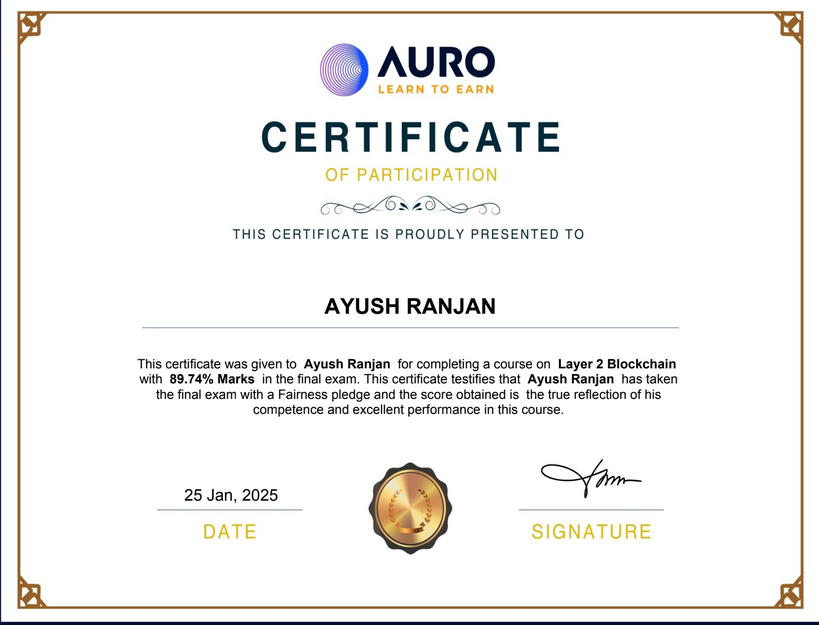 AURO
LEARN TO EARN
CERTIFICATE
OF PARTICIPATION
THIS CERTIFICATE IS PROUDLY PRESENTED TO
AYUSH RANJAN
This certificate was given to Ayush Ranjan for completing a course on Layer 2 Blockchain
with 89.74% Marks in the final exam. This certificate testifies that Ayush Ranjan has taken
the final exam with a Fairness pledge and the score obtained is the true reflection of his
competence and excellent performance in this course.
25 Jan, 2025
DATE
SIGNATURE